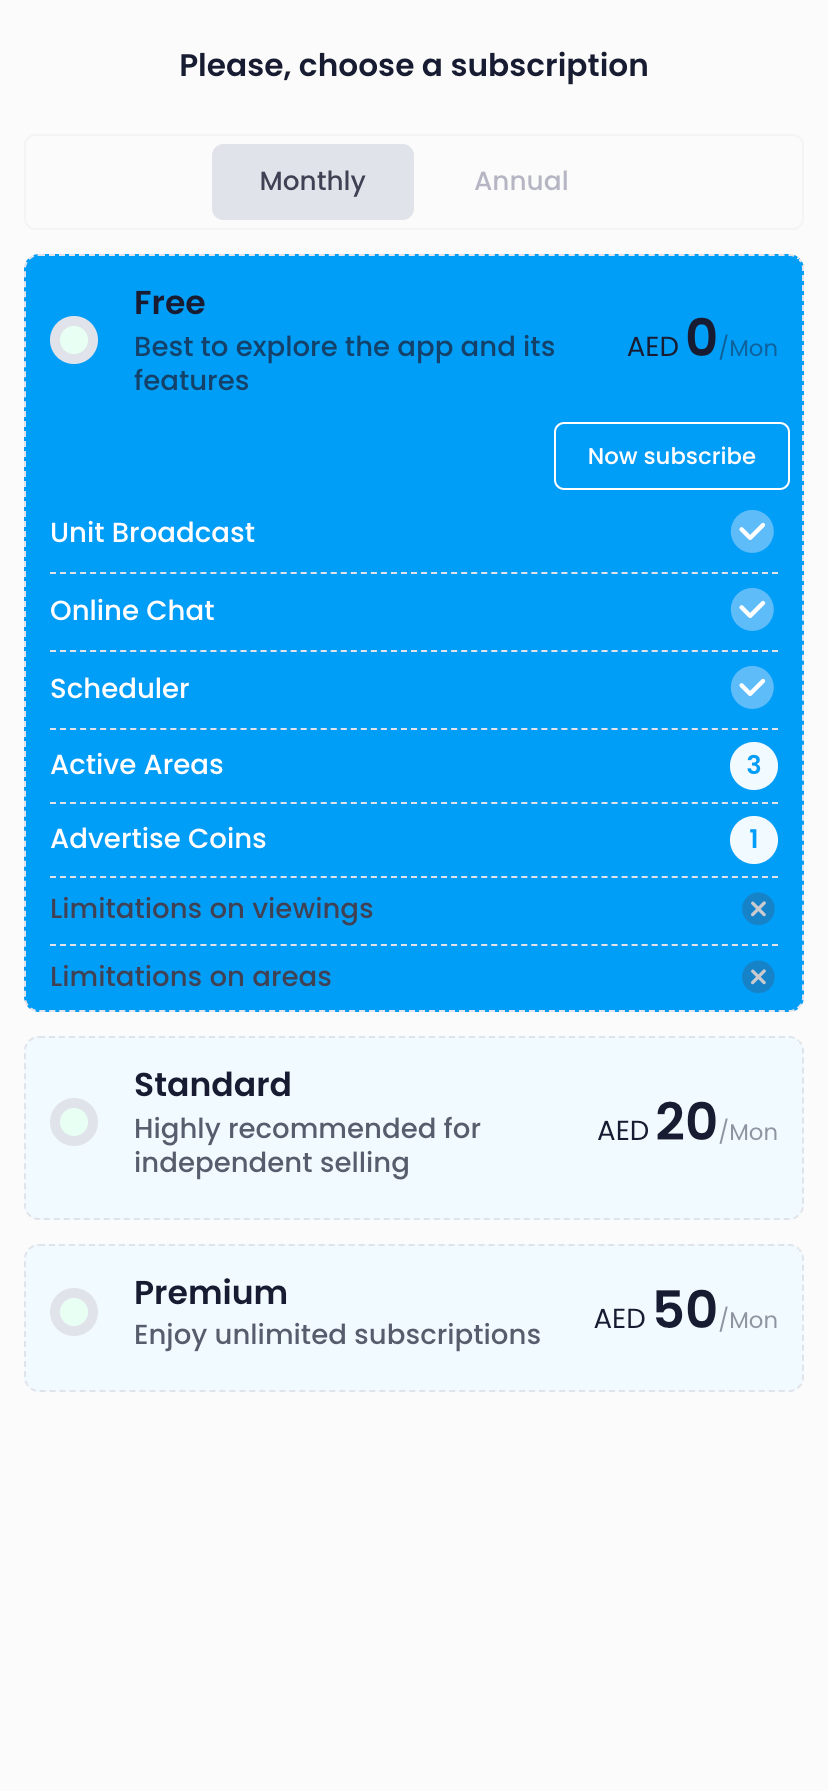 Please, choose a subscription
Monthly Annual
Free
Best to explore the app and its
features
AED 0/Mon
Now subscribe
Unit Broadcast
Online Chat
Scheduler
Active Areas 3
Advertise Coins 1
Limitations on viewings
Limitations on areas
Standard
Highly recommended for
independent selling
AED 20/Mon
Premium
Enjoy unlimited subscriptions
AED 50/Mon